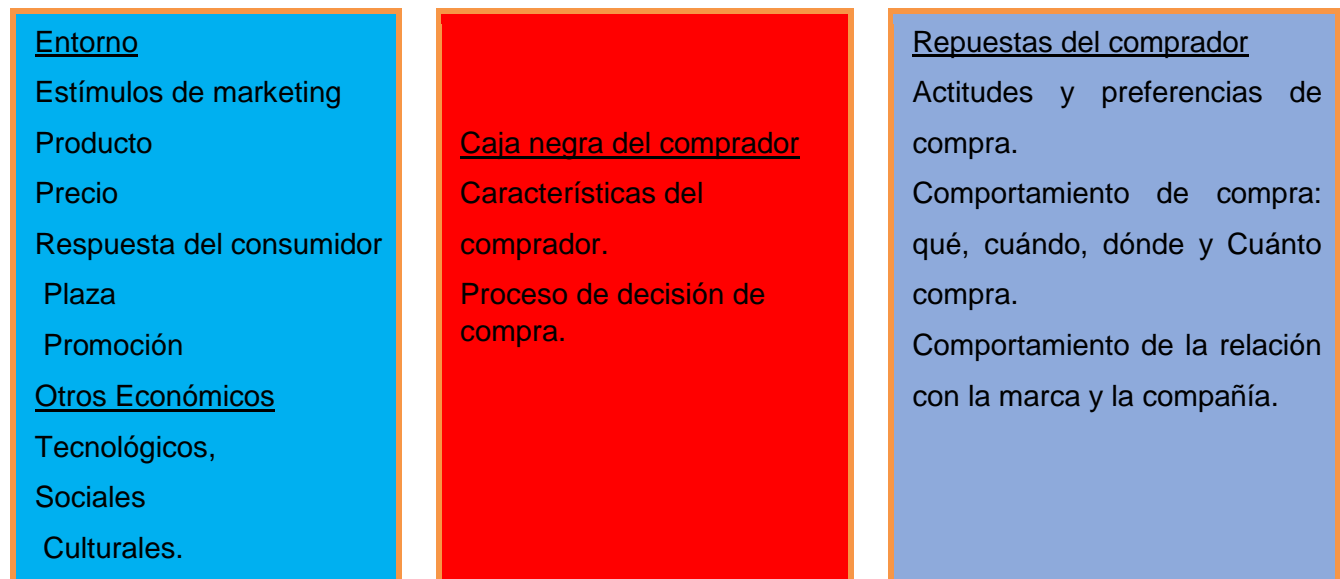 Entorno
Estímulos de marketing
Producto
Precio
Respuesta del consumidor
Plaza
Promoción
Otros Económicos
Tecnológicos,
Sociales
Culturales.
Caja negra del comprador
Características del
comprador.
Proceso de decisión de
compra.
Repuestas del comprador
Actitudes y preferencias de
compra.
Comportamiento de compra:
qué, cuándo, dónde y Cuánto
compra.
Comportamiento de la relación
con la marca y la compañía.